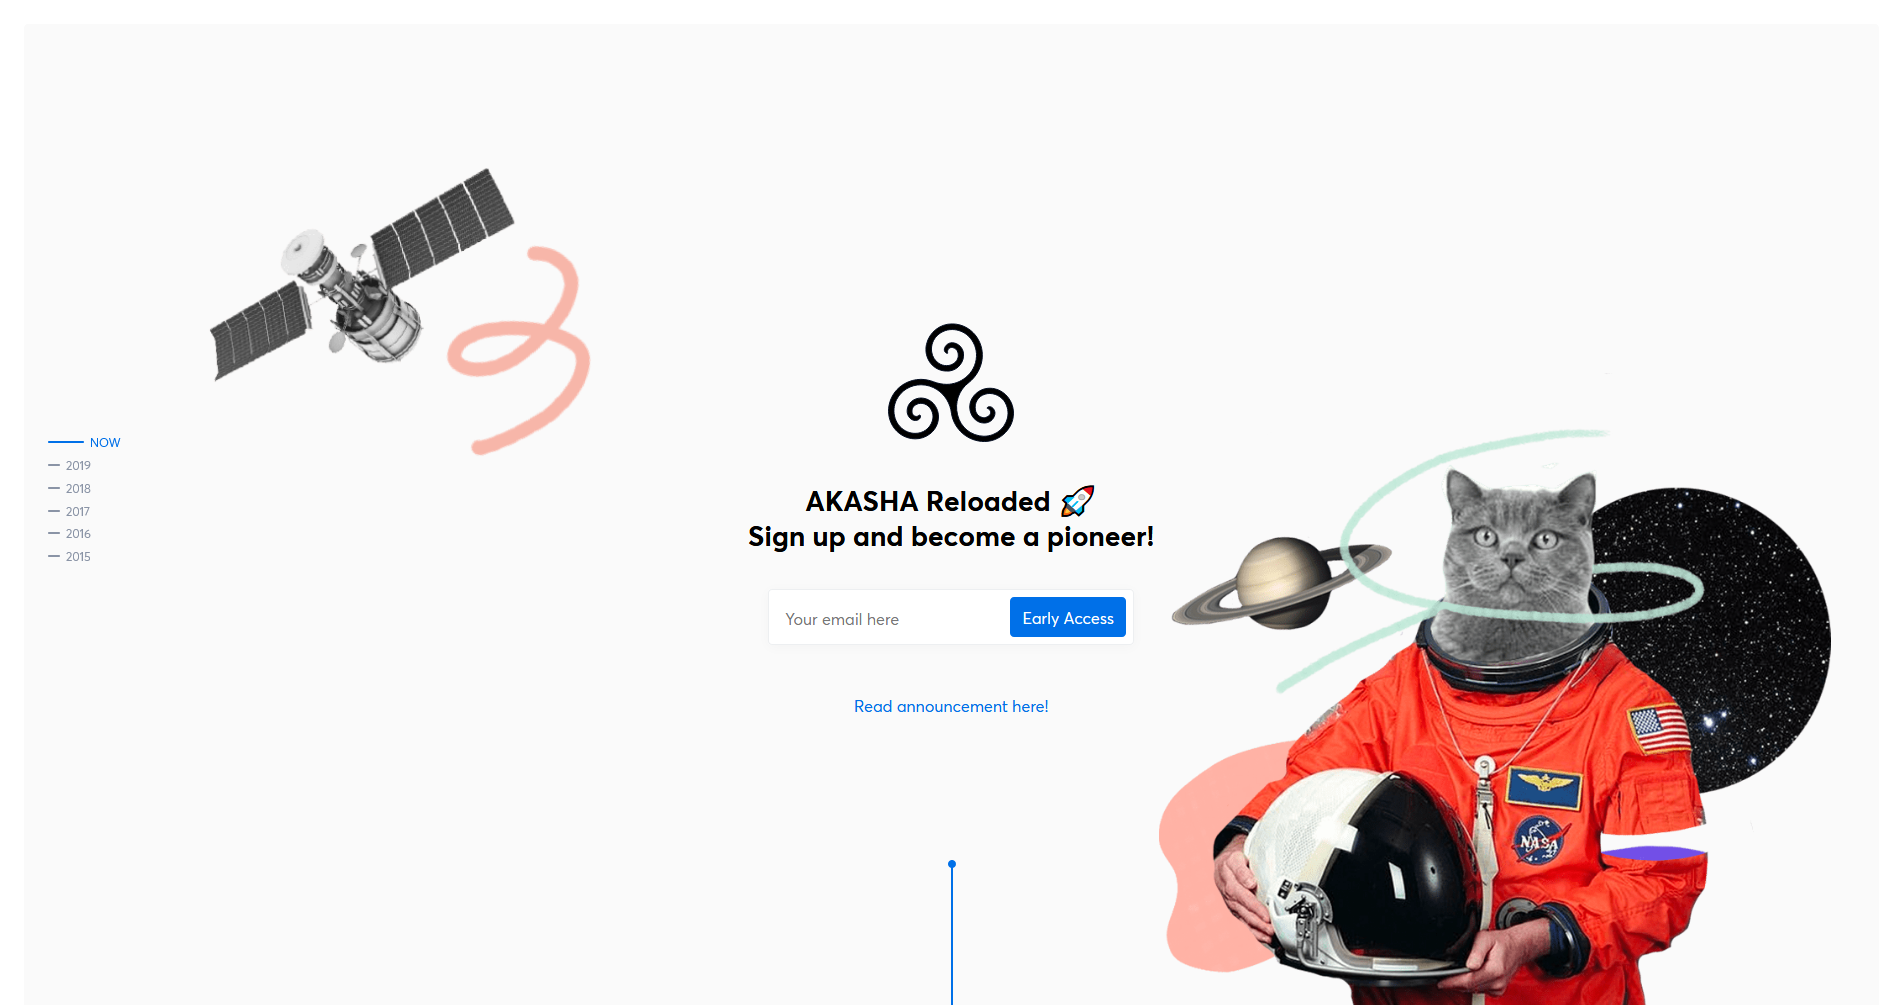 NOW
2019
2018
2017
2016
2015
AKASHA Reloaded 🚀
Sign up and become a pioneer!
Your email here
Early Access
Read announcement here!
NASA